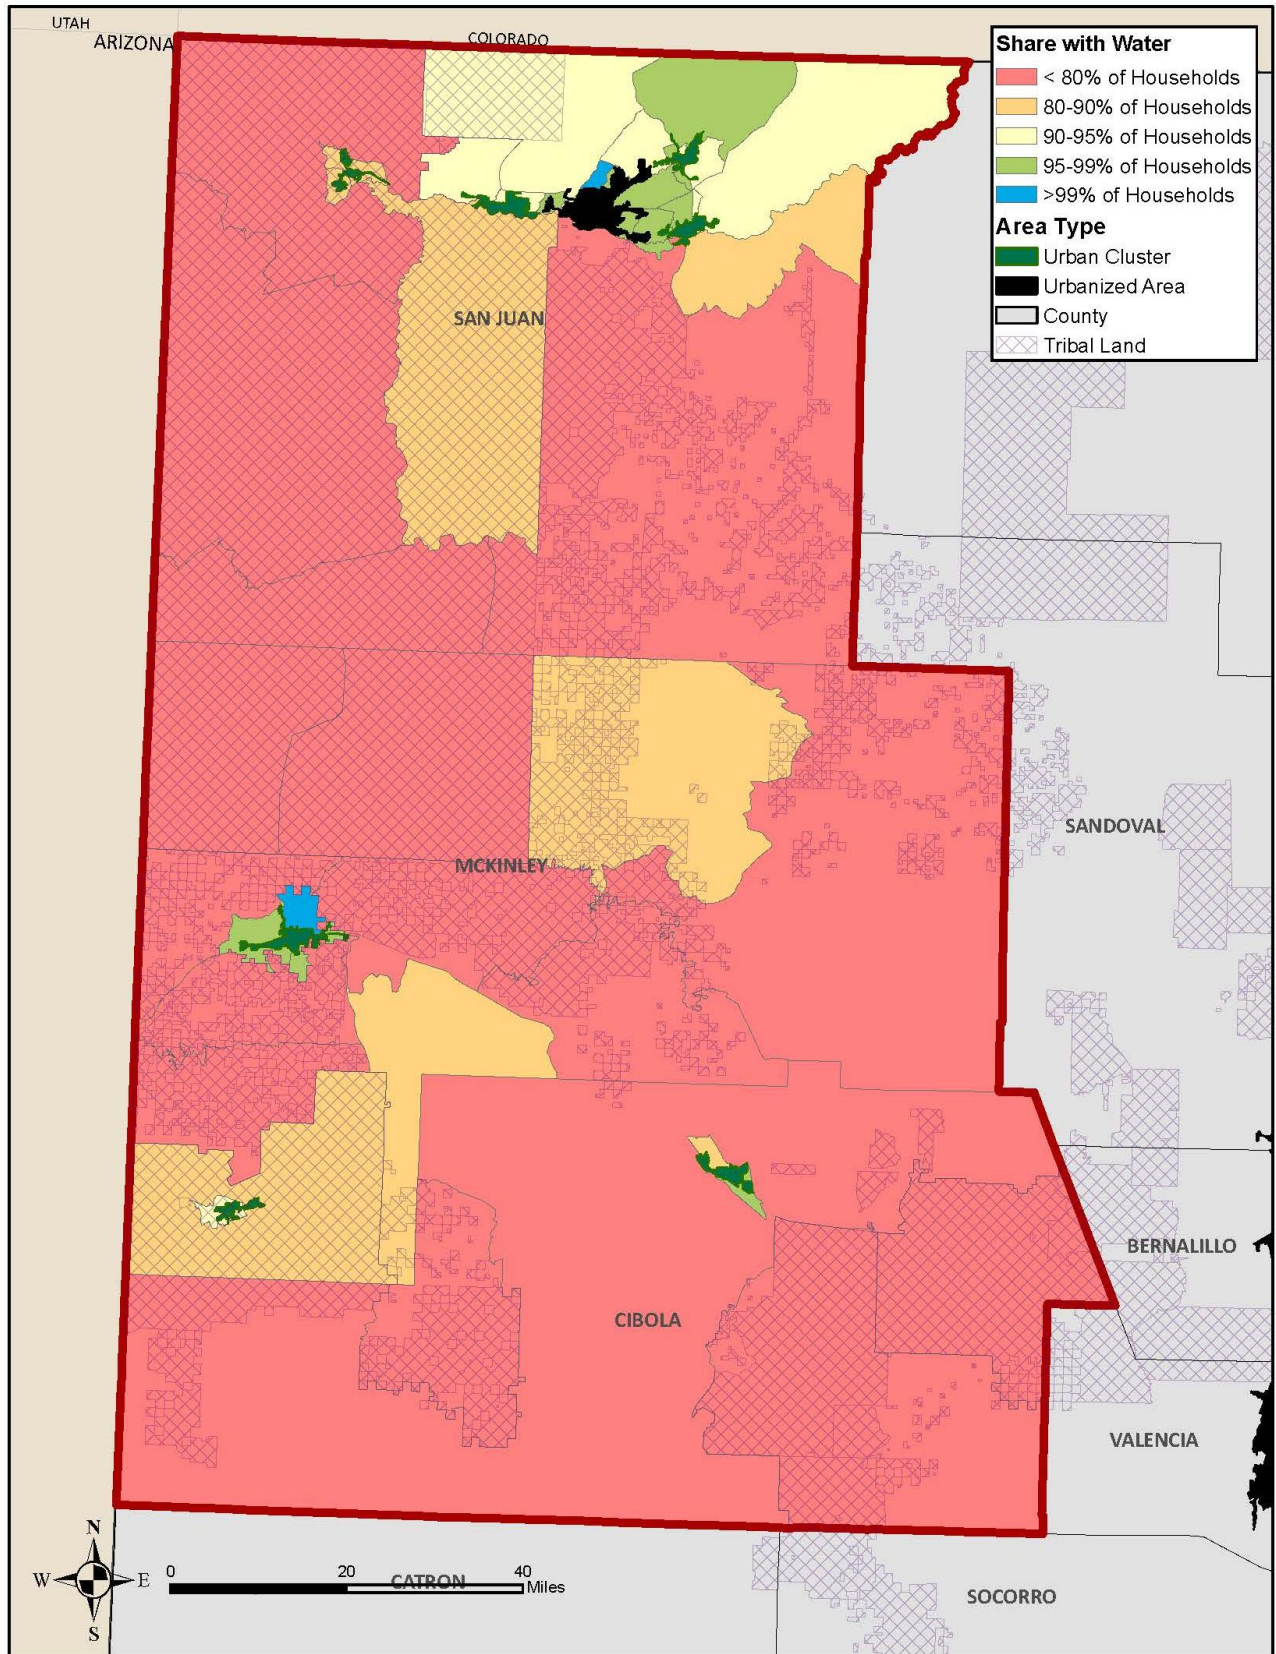 UTAH
ARIZONA
COLORADO
Share with Water
< 80% of Households
80-90% of Households
90-95% of Households
95-99% of Households
>99% of Households
Area Type
Urban Cluster
Urbanized Area
County
Tribal Land
SAN JUAN
SANDOVAL
MCKINLEY
BERNALILLO
CIBOLA
VALENCIA
N
W E
S
0 20 40
Miles
CATRON
SOCORRO